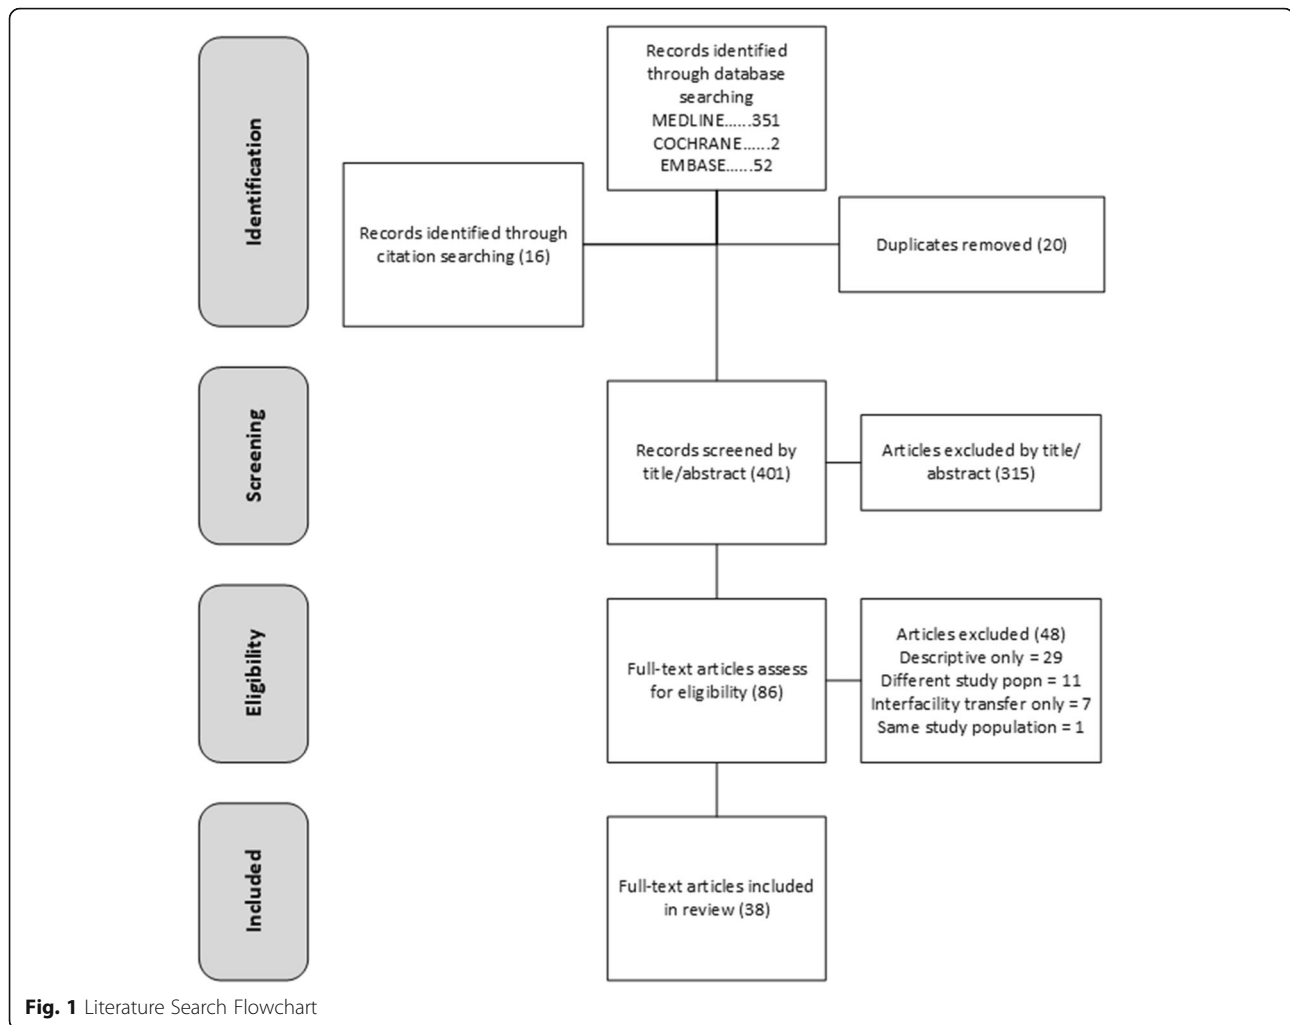 Identification
Records identified
through database
searching
MEDLINE......351
COCHRANE......2
EMBASE......52
Records identified through
citation searching (16)
Duplicates removed (20)
Screening
Records screened by
title/abstract (401)
Articles excluded by title/
abstract (315)
Eligibility
Full-text articles assess
for eligibility (86)
Articles excluded (48)
Descriptive only = 29
Different study popn = 11
Interfacility transfer only = 7
Same study population = 1
Included
Full-text articles included
in review (38)
Fig. 1 Literature Search Flowchart